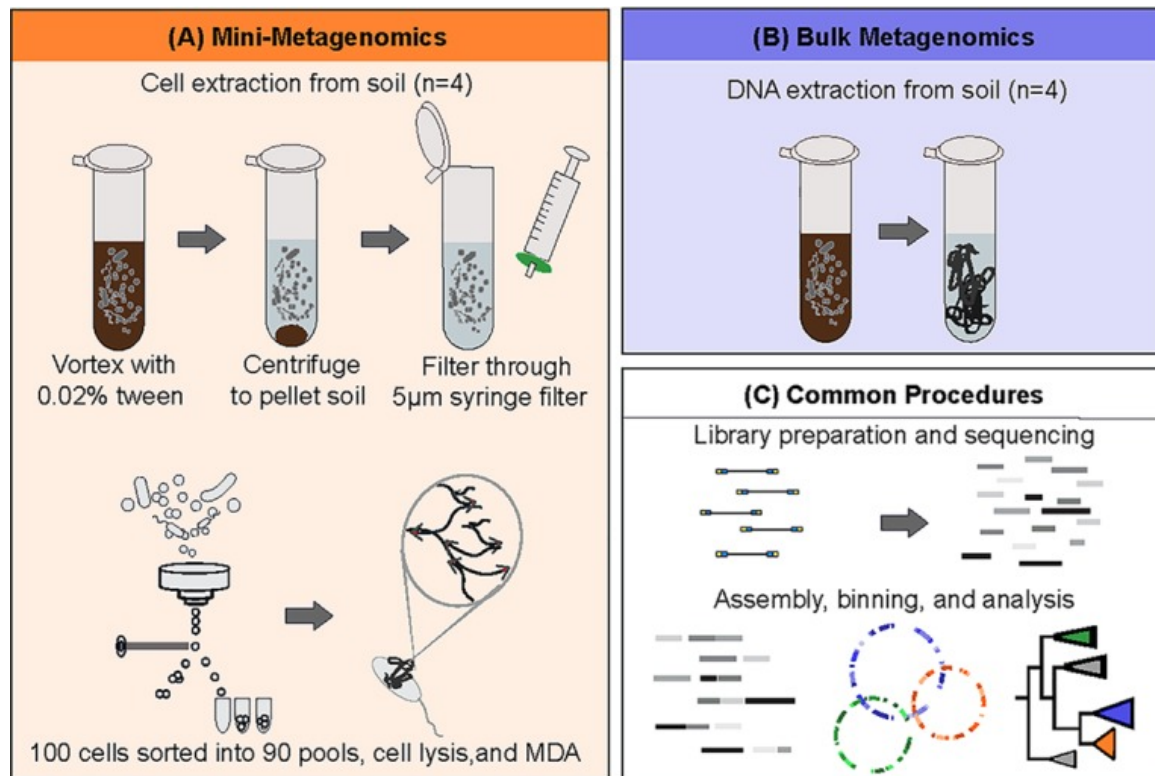 (A) Mini-Metagenomics
Cell extraction from soil (n=4)
Vortex with
0.02% tween
Centrifuge
to pellet soil
Filter through
5µm syringe filter
100 cells sorted into 90 pools, cell lysis,and MDA
(B) Bulk Metagenomics
DNA extraction from soil (n=4)
(C) Common Procedures
Library preparation and sequencing
Assembly, binning, and analysis